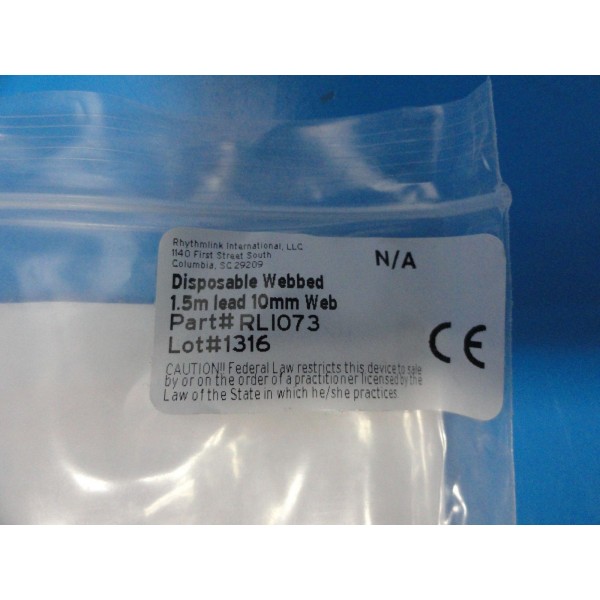 Rhythmlink International, LLC
1140 First Street South
Columbia, SC 29209
N/A
Disposable Webbed
1.5m lead 10mm Web
Part# RLI073
Lot#1316
CE
CAUTION!! Federal Law restricts this device to sale
by or on the order of a practitioner licensed by the
Law of the State in which he/she practices